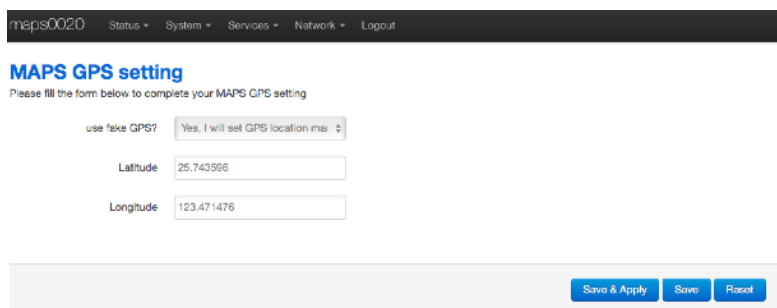 maps0020 Status System Services Network Logout
MAPS GPS setting
Please fill the form below to complete your MAPS GPS setting
use fake GPS? Yes, I will set GPS location ma
Latitude 25.743596
Longitude 123.471476
Save & Apply Save Reset